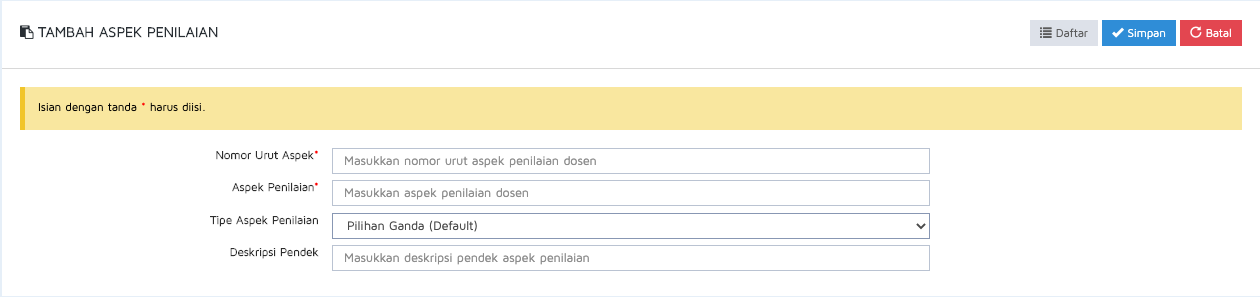 TAMBAH ASPEK PENILAIAN
Daftar
Simpan
Batal
Isian dengan tanda * harus diisi.
Nomor Urut Aspek*
Masukkan nomor urut aspek penilaian dosen
Aspek Penilaian*
Masukkan aspek penilaian dosen
Tipe Aspek Penilaian
Pilihan Ganda (Default)
Deskripsi Pendek
Masukkan deskripsi pendek aspek penilaian